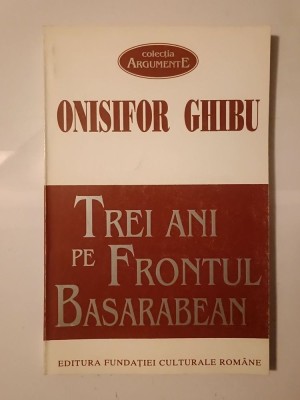 colecția
ARGUMENTE
ONISIFOR GHIBU
TREI ANI
PE FRONTUL
BASARABEAN
EDITURA FUNDAȚIEI CULTURALE ROMÂNE